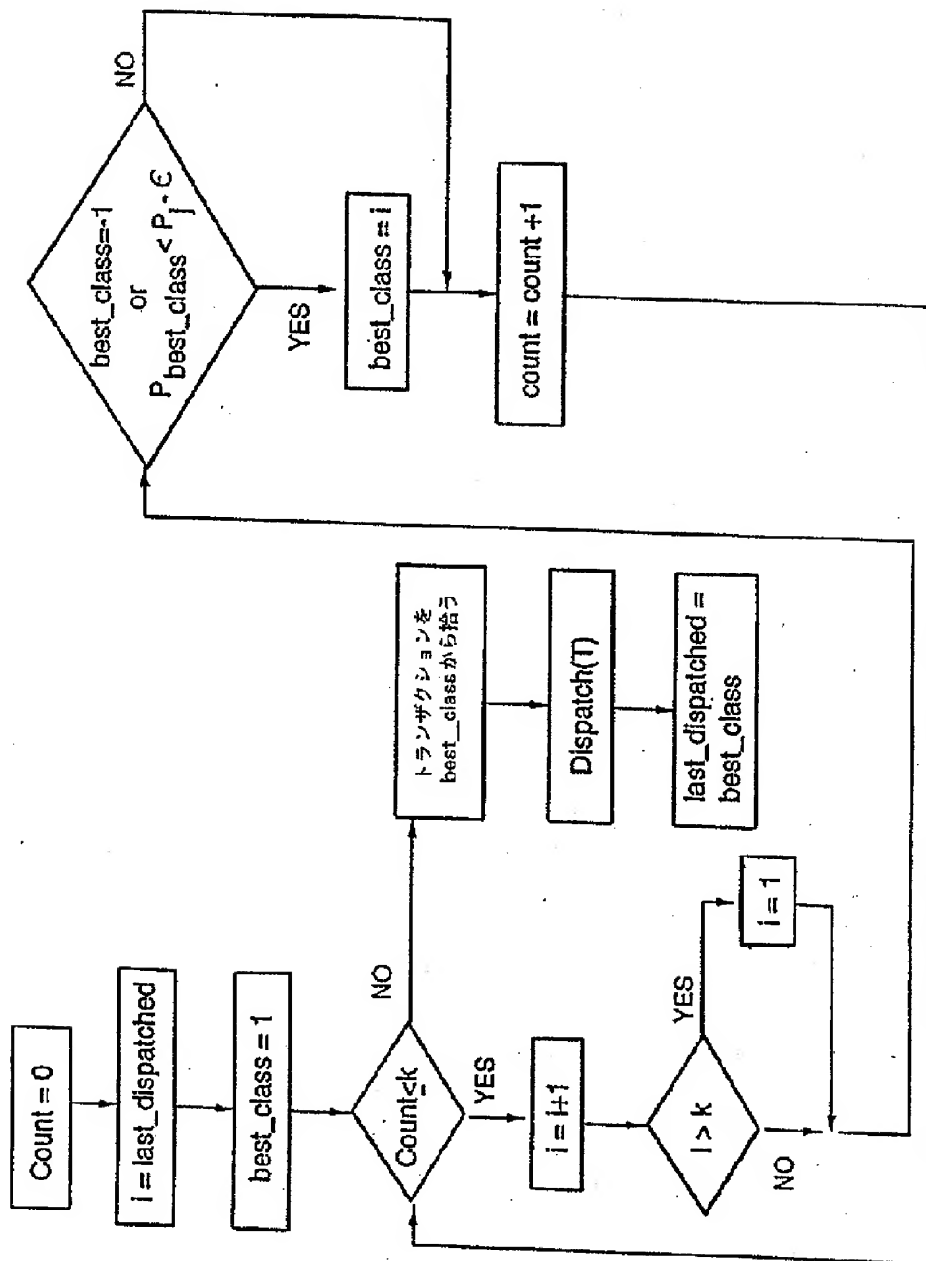 Count = 0
i = last_dispatched
best_class = 1
Count≤k
NO
YES
i = i+1
i > k
YES
NO
i = 1
トランザクションを
best_classから拾う
Dispatch(T)
last_dispatched =
best_class
best_class=-1
or
P best_class < P j - ϵ
NO
YES
best_class = i
count = count +1